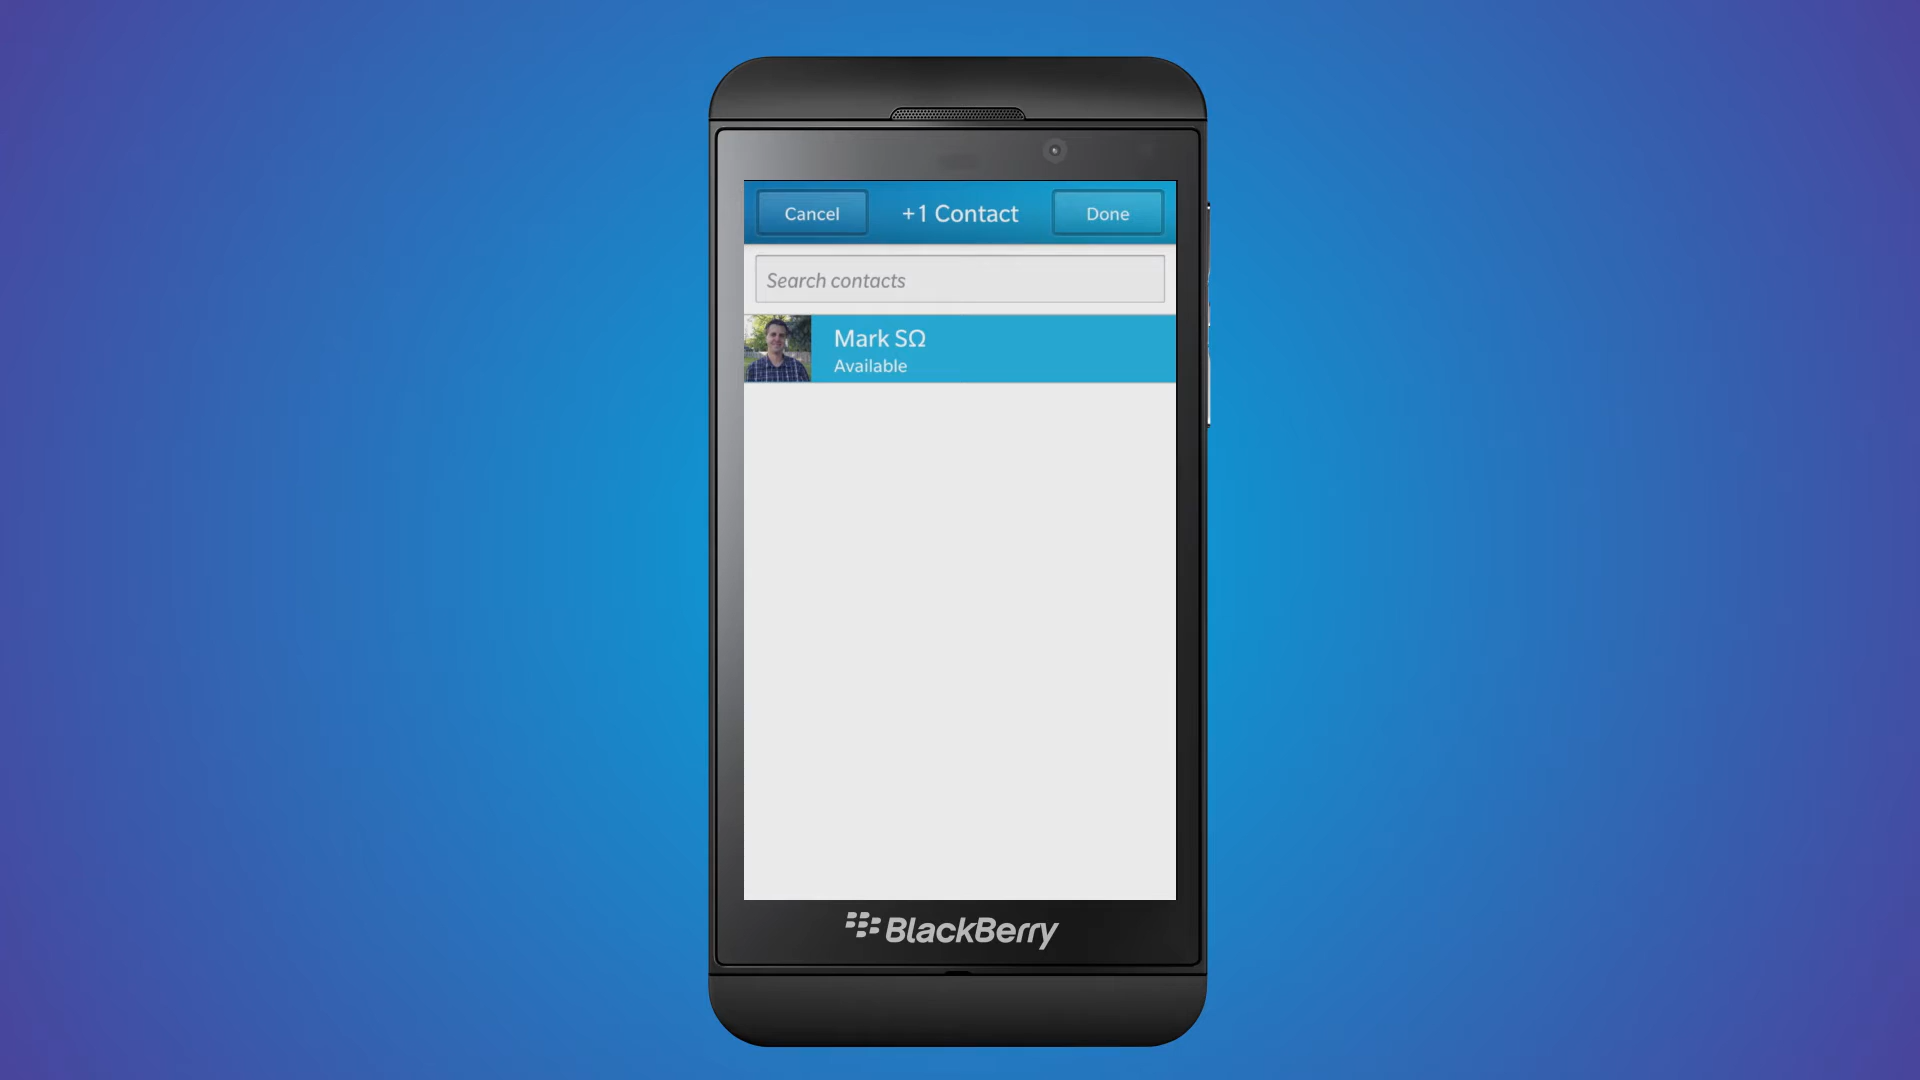 Cancel
+1 Contact
Done
Search contacts
Mark SΩ
Available
BlackBerry